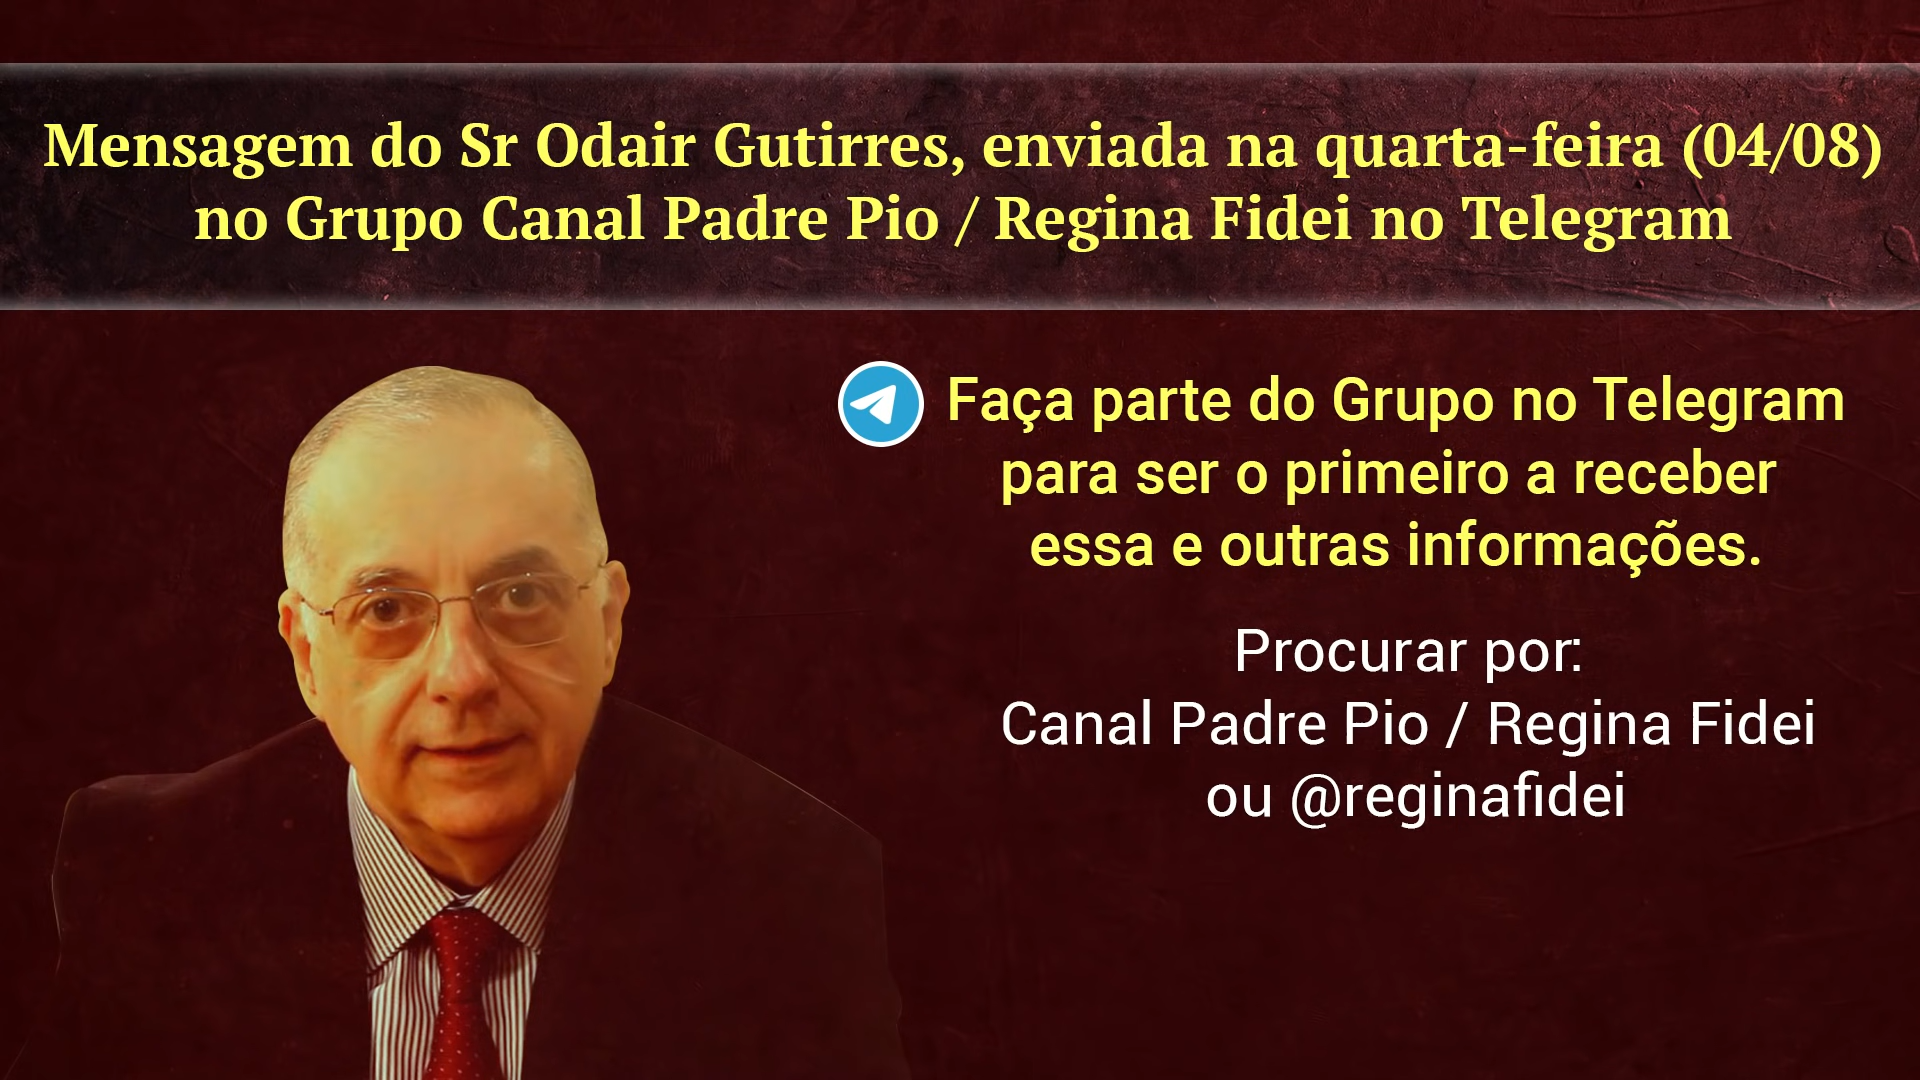 Mensagem do Sr Odair Gutirres, enviada na quarta-feira (04/08)
no Grupo Canal Padre Pio / Regina Fidei no Telegram
Faça parte do Grupo no Telegram
para ser o primeiro a receber
essa e outras informações.
Procurar por:
Canal Padre Pio / Regina Fidei
ou @reginafidei